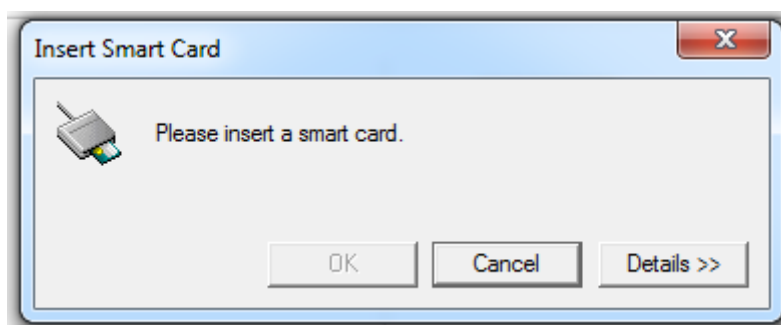 Insert Smart Card
Please insert a smart card.
OK
Cancel
Details >>